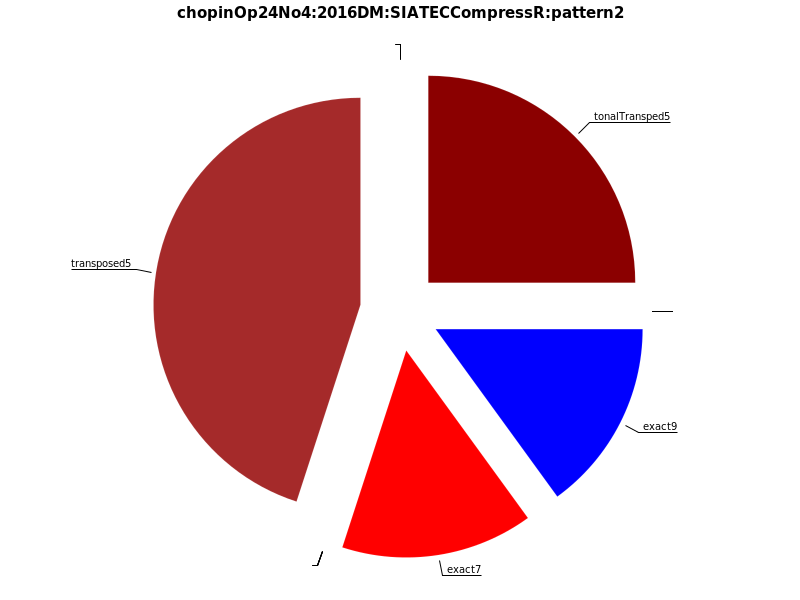 chopinOp24No4:2016DM:SIATECCompressR:pattern2
tonalTransped5
transposed5
exact9
exact7